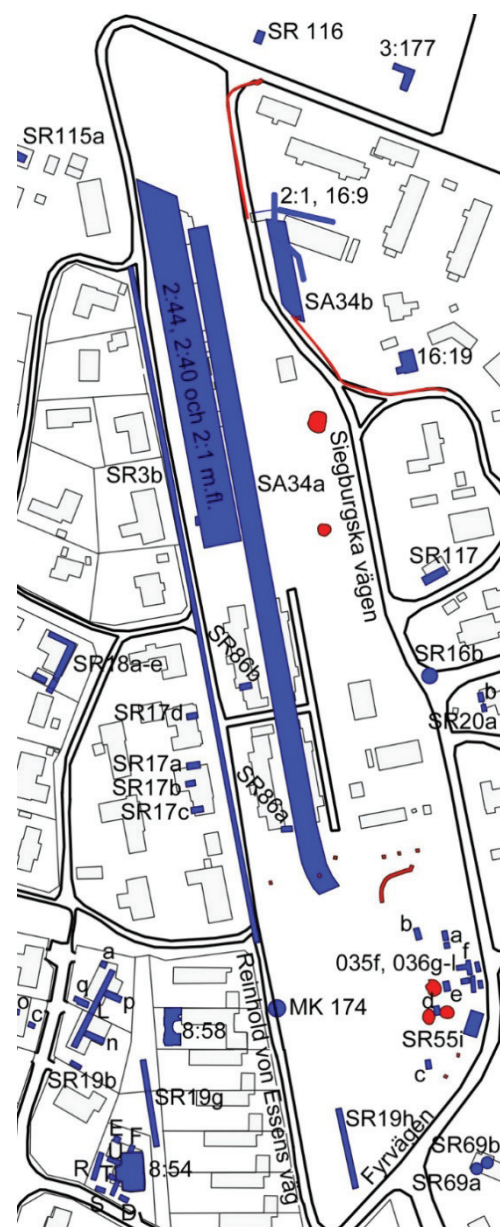 SR 116
3:177
SR115a
2:1, 16:9
SA34b
16:19
2:44, 2:40 och 2:1 m.fl.
SR3b
SA34a
Siegburgska vägen
SR117
SR18a-e
SR86b
SR16b
b
SR20a
SR17d
SR17a
SR17b
SR17c
SR86a
b
a
f
035f, 036g-l
e
d
SR55i
c
a
q
L
p
o
c
n
SR19b
Reinhold von Essens väg
MK 174
8:58
SR19g
SR19h
Fyrvägen
E
F
U
R
T
8:54
S
D
SR69b
SR69a